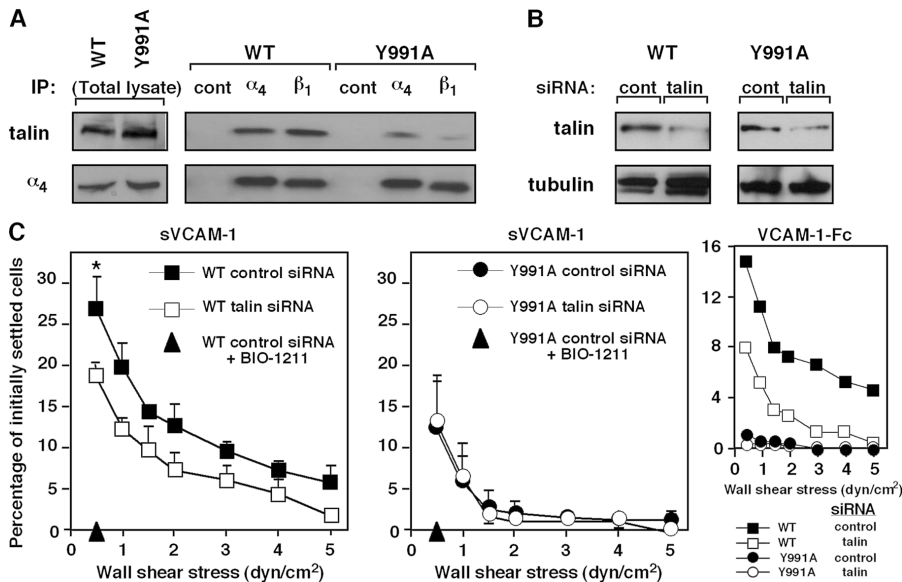 A
WT
Y991A
(Total lysate)
WT
Y991A
IP:
cont α4 β1 cont α4 β1
talin
α4
B
WT Y991A
siRNA: cont talin cont talin
talin
tubulin
C
sVCAM-1
Percentage of initially settled cells
30
25
20
15
10
5
0
*
WT control siRNA
WT talin siRNA
WT control siRNA
+ BIO-1211
0 1 2 3 4 5
Wall shear stress (dyn/cm2)
sVCAM-1
30
25
20
15
10
5
0
Y991A control siRNA
Y991A talin siRNA
Y991A control siRNA
+ BIO-1211
0 1 2 3 4 5
Wall shear stress (dyn/cm2)
VCAM-1-Fc
16
12
8
4
0
0 1 2 3 4 5
Wall shear stress (dyn/cm2)
siRNA
WT control
WT talin
Y991A control
Y991A talin